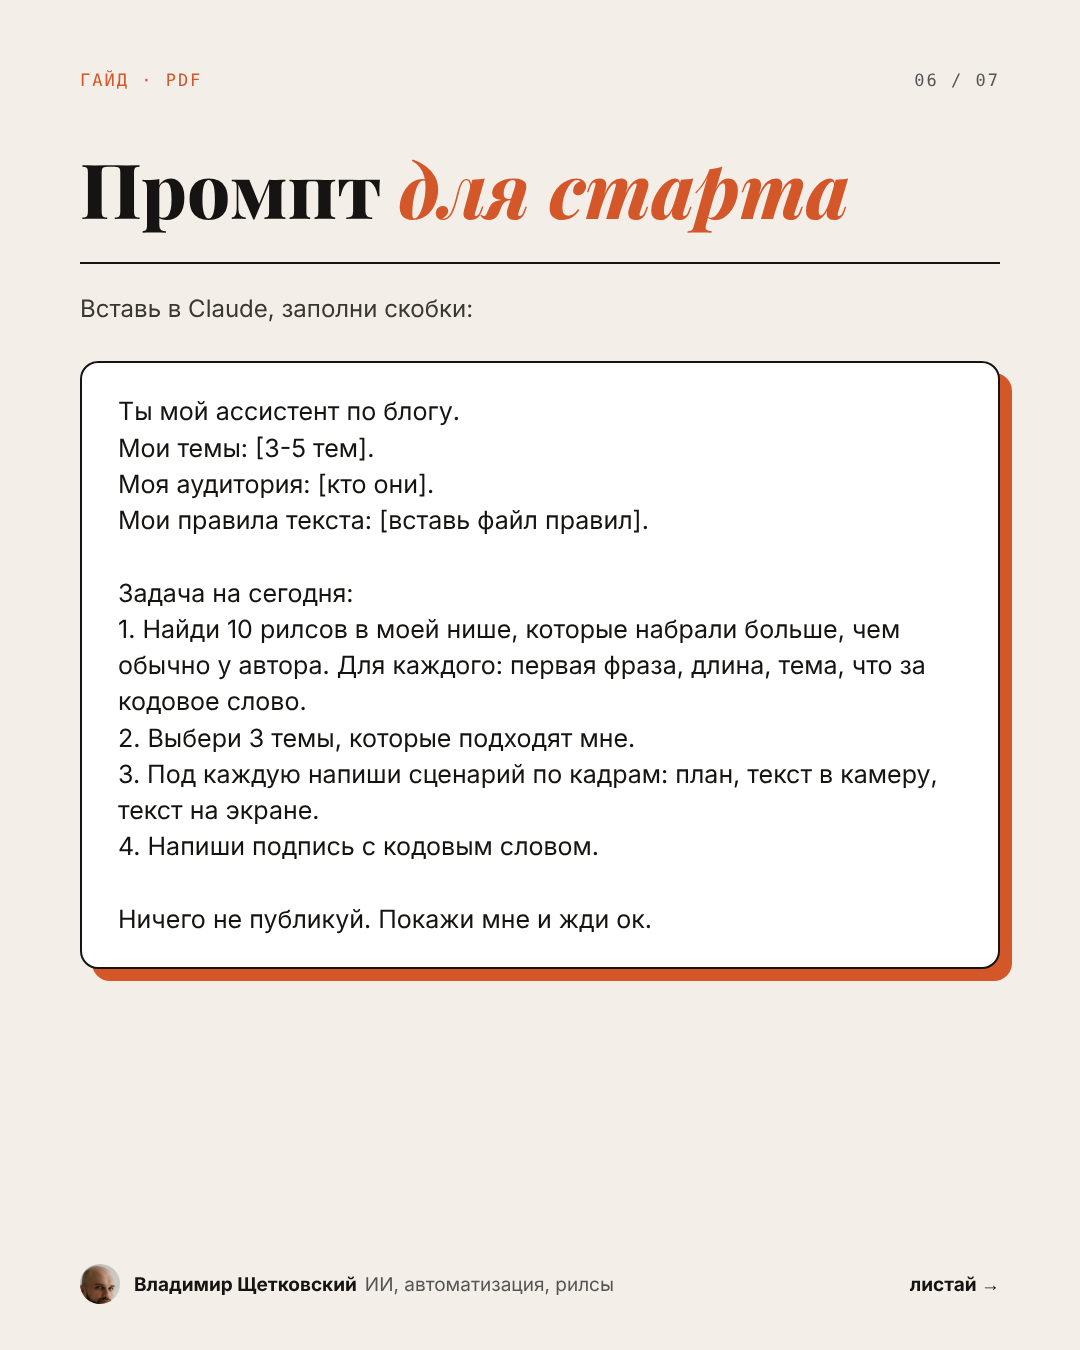 ГАЙД · PDF
06 / 07
Промпт для старта
Вставь в Claude, заполни скобки:
Ты мой ассистент по блогу.
Мои темы: [3-5 тем].
Моя аудитория: [кто они].
Мои правила текста: [вставь файл правил].
Задача на сегодня:
1. Найди 10 рилсов в моей нише, которые набрали больше, чем
обычно у автора. Для каждого: первая фраза, длина, тема, что за
кодовое слово.
2. Выбери 3 темы, которые подходят мне.
3. Под каждую напиши сценарий по кадрам: план, текст в камеру,
текст на экране.
4. Напиши подпись с кодовым словом.
Ничего не публикуй. Покажи мне и жди ок.
Владимир Щетковский ИИ, автоматизация, рилсы
листай →